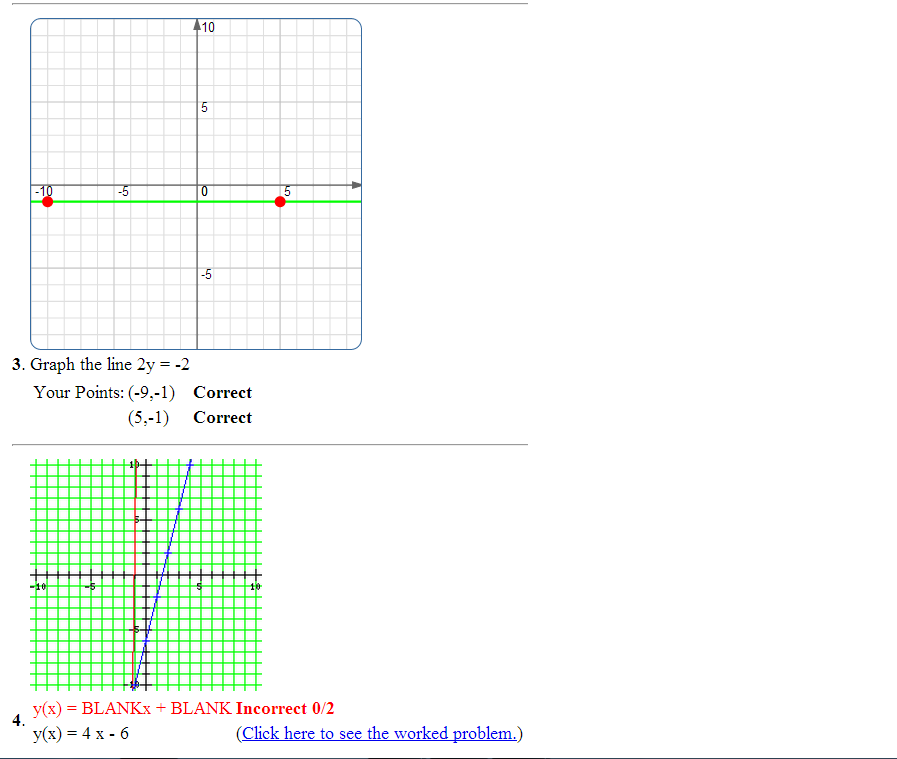 10
5
-10 -5 0 5
-5
3. Graph the line 2y = -2
Your Points: (-9,-1) Correct
(5,-1) Correct
10
5
-10 -5 5 10
-5
-10
y(x) = BLANKx + BLANK Incorrect 0/2
4.
y(x) = 4 x - 6 (Click here to see the worked problem.)